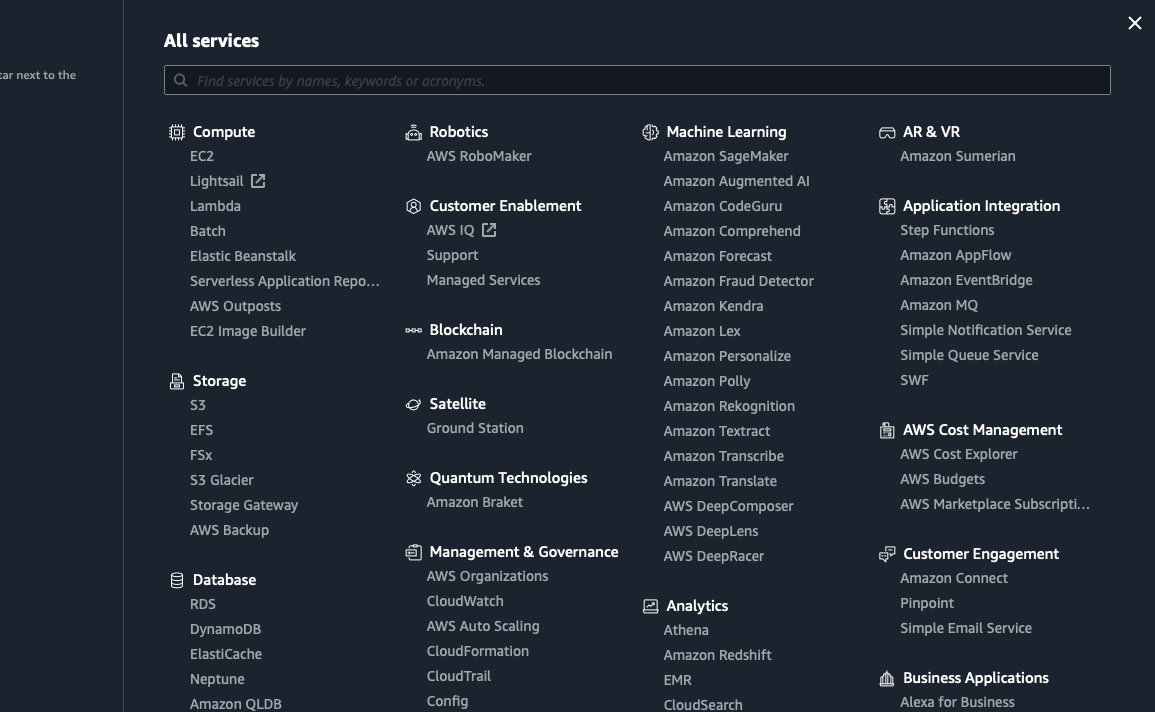 tar next to the
All services
Find services by names, keywords or acronyms.
Compute
EC2
Lightsail
Lambda
Batch
Elastic Beanstalk
Serverless Application Repo...
AWS Outposts
EC2 Image Builder
Storage
S3
EFS
FSx
S3 Glacier
Storage Gateway
AWS Backup
Database
RDS
DynamoDB
ElastiCache
Neptune
Amazon QLDB
Robotics
AWS RoboMaker
Customer Enablement
AWS IQ
Support
Managed Services
Blockchain
Amazon Managed Blockchain
Satellite
Ground Station
Quantum Technologies
Amazon Braket
Management & Governance
AWS Organizations
CloudWatch
AWS Auto Scaling
CloudFormation
CloudTrail
Config
Machine Learning
Amazon SageMaker
Amazon Augmented AI
Amazon CodeGuru
Amazon Comprehend
Amazon Forecast
Amazon Fraud Detector
Amazon Kendra
Amazon Lex
Amazon Personalize
Amazon Polly
Amazon Rekognition
Amazon Textract
Amazon Transcribe
Amazon Translate
AWS DeepComposer
AWS DeepLens
AWS DeepRacer
Analytics
Athena
Amazon Redshift
EMR
CloudSearch
AR & VR
Amazon Sumerian
Application Integration
Step Functions
Amazon AppFlow
Amazon EventBridge
Amazon MQ
Simple Notification Service
Simple Queue Service
SWF
AWS Cost Management
AWS Cost Explorer
AWS Budgets
AWS Marketplace Subscripti...
Customer Engagement
Amazon Connect
Pinpoint
Simple Email Service
Business Applications
Alexa for Business